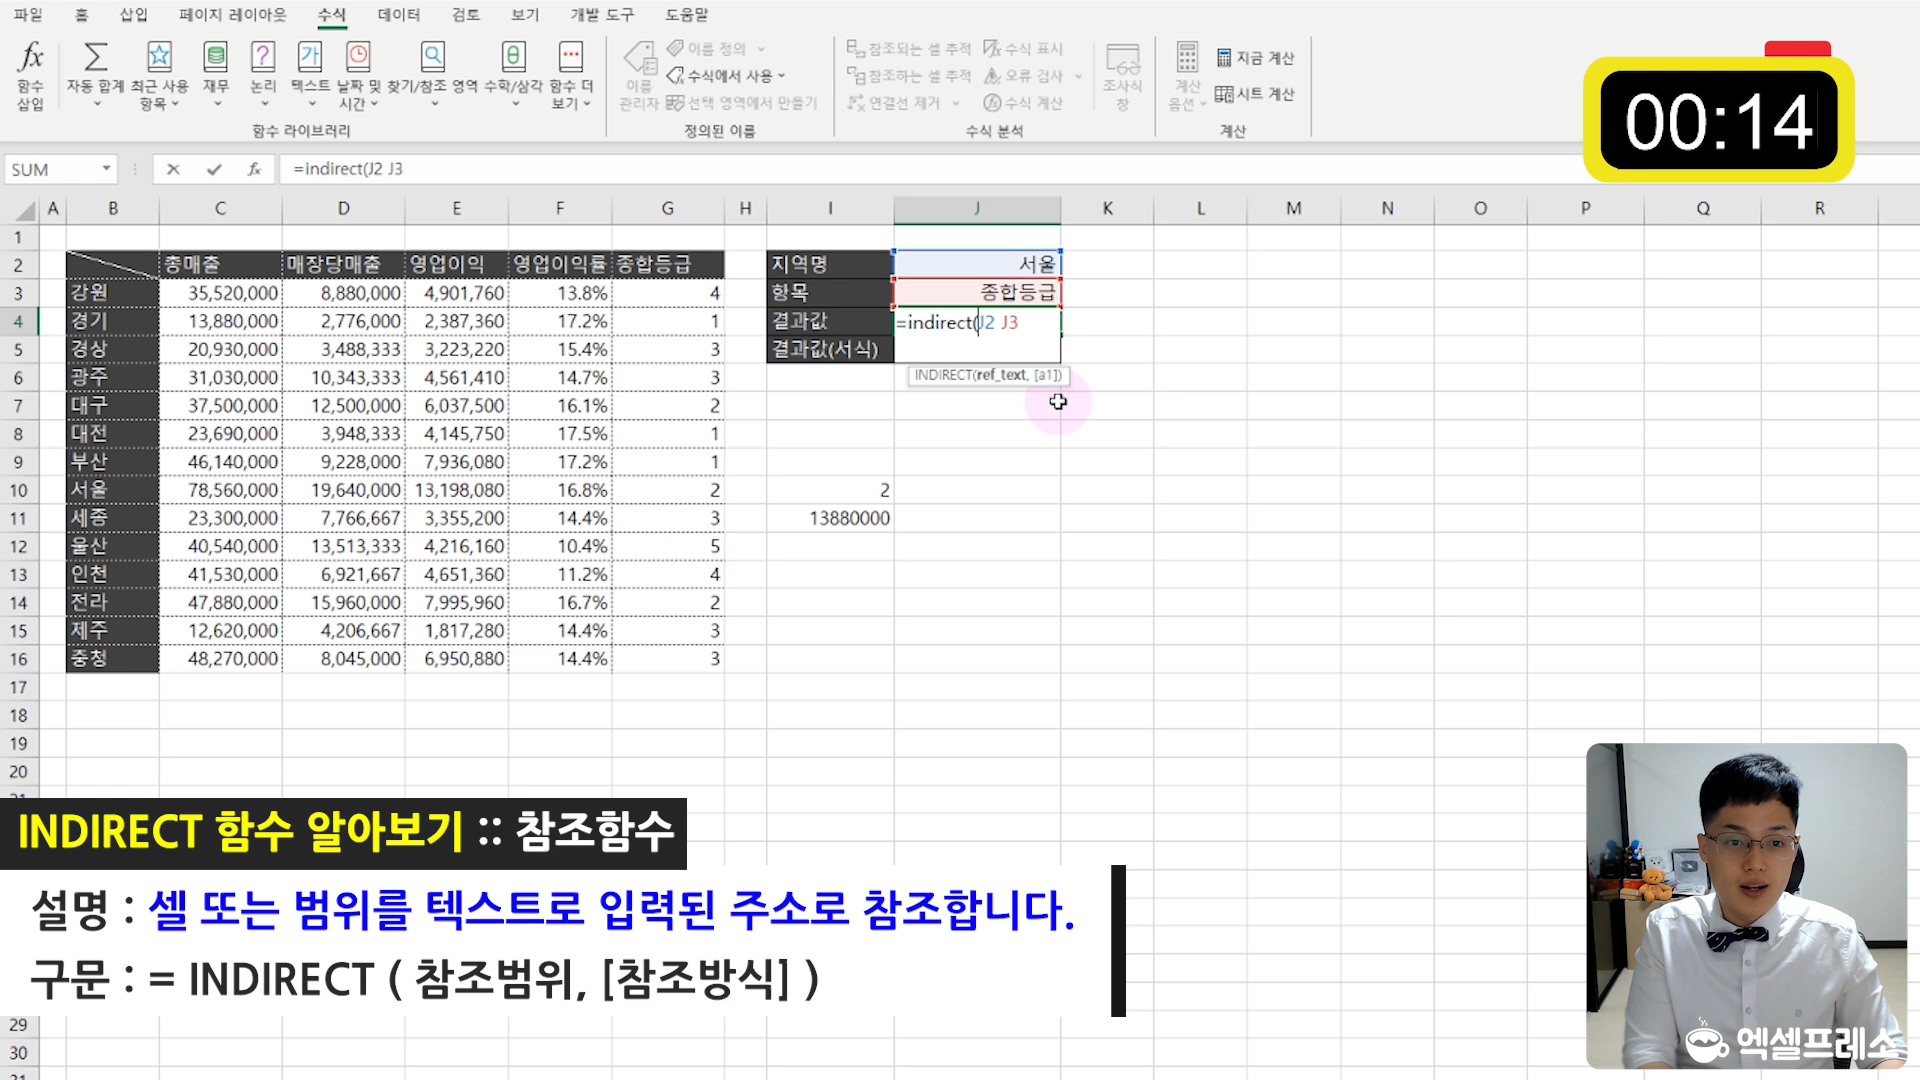 파일 홈 삽입 페이지 레이아웃 수식 데이터 검토 보기 개발 도구 도움말
함수 삽입
자동 합계
최근 사용 항목
재무
논리
텍스트
날짜 및 시간
찾기/참조 영역
수학/삼각
함수 더 보기
함수 라이브러리
이름 관리자
이름 정의
수식에서 사용
선택 영역에서 만들기
정의된 이름
참조되는 셀 추적
참조하는 셀 추적
연결선 제거
수식 표시
오류 검사
수식 계산
수식 분석
조사식 창
계산 옵션
지금 계산
시트 계산
계산
00:14
SUM
=indirect(J2 J3
A B C D E F G H I J K L M N O P Q R
1
2 총매출 매장당매출 영업이익 영업이익률 종합등급 지역명 서울
3 강원 35,520,000 8,880,000 4,901,760 13.8% 4 항목 종합등급
4 경기 13,880,000 2,776,000 2,387,360 17.2% 1 결과값 =indirect(J2 J3
5 경상 20,930,000 3,488,333 3,223,220 15.4% 3 결과값(서식)
6 광주 31,030,000 10,343,333 4,561,410 14.7% 3 INDIRECT(ref_text, [a1])
7 대구 37,500,000 12,500,000 6,037,500 16.1% 2
8 대전 23,690,000 3,948,333 4,145,750 17.5% 1
9 부산 46,140,000 9,228,000 7,936,080 17.2% 1
10 서울 78,560,000 19,640,000 13,198,080 16.8% 2 2
11 세종 23,300,000 7,766,667 3,355,200 14.4% 3 13880000
12 울산 40,540,000 13,513,333 4,216,160 10.4% 5
13 인천 41,530,000 6,921,667 4,651,360 11.2% 4
14 전라 47,880,000 15,960,000 7,995,960 16.7% 2
15 제주 12,620,000 4,206,667 1,817,280 14.4% 3
16 충청 48,270,000 8,045,000 6,950,880 14.4% 3
17
18
19
20
INDIRECT 함수 알아보기 :: 참조함수
설명 : 셀 또는 범위를 텍스트로 입력된 주소로 참조합니다.
구문 : = INDIRECT ( 참조범위, [참조방식] )
29
30
엑셀프레소